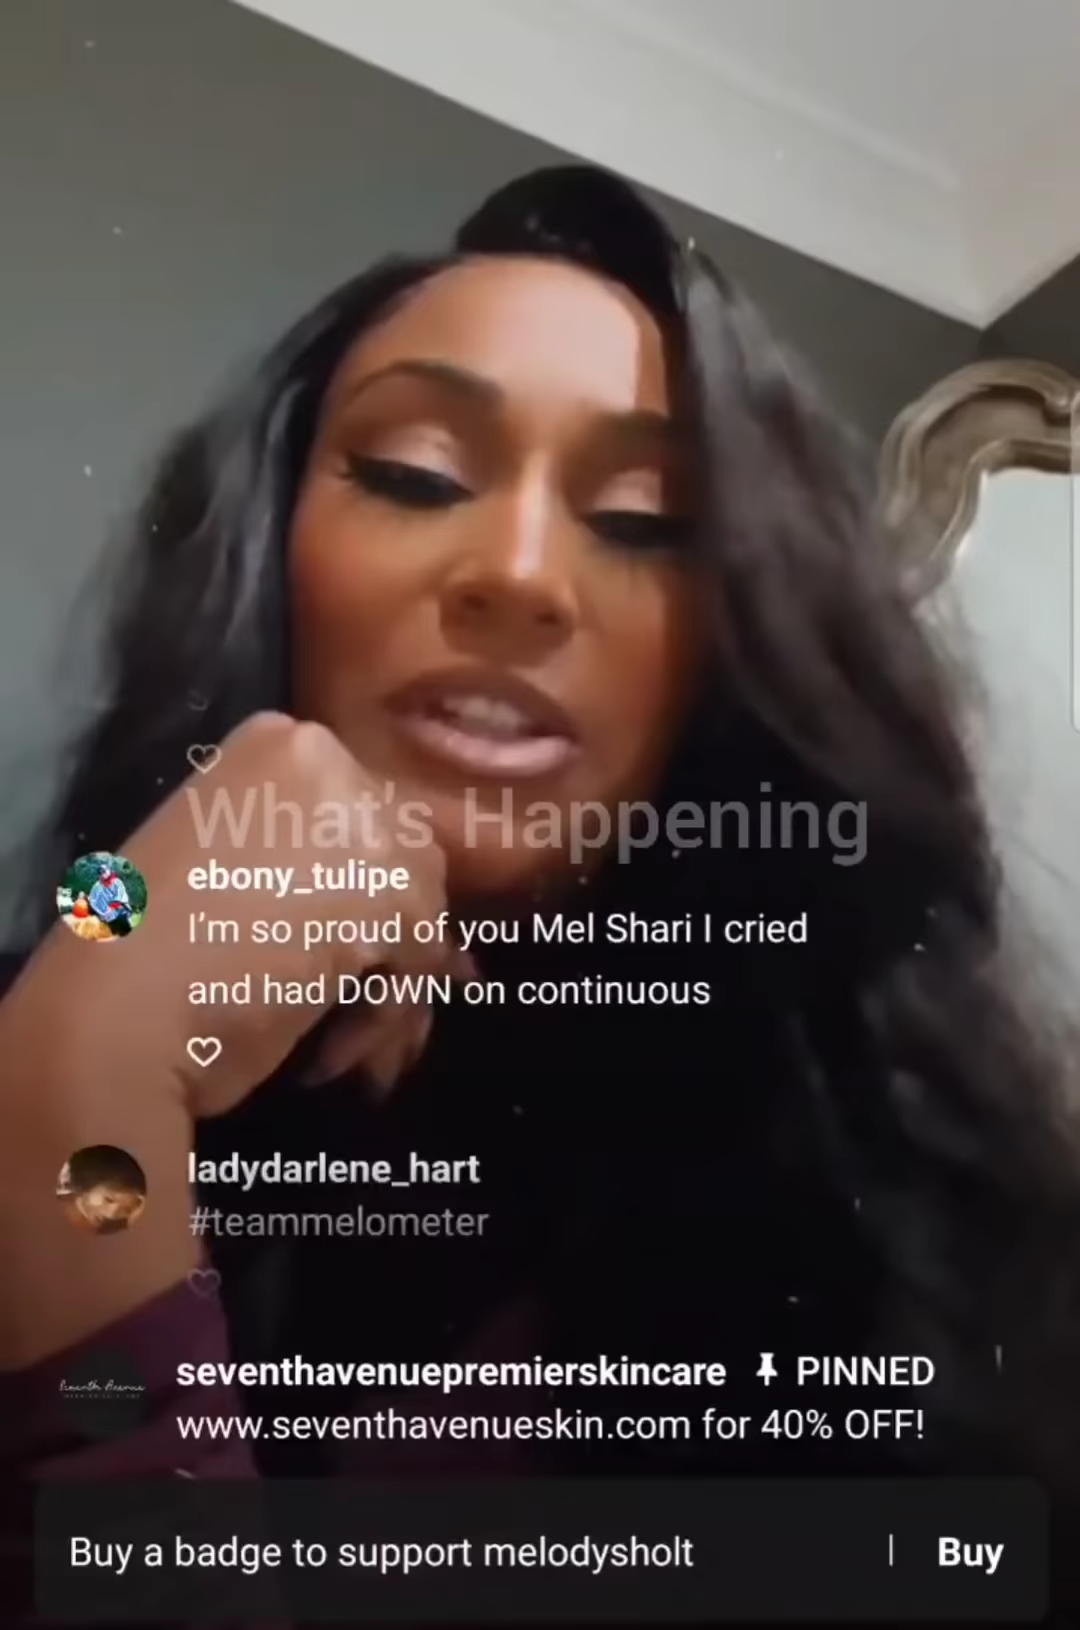 What's Happening
ebony_tulipe
I'm so proud of you Mel Shari I cried
and had DOWN on continuous
ladydarlene_hart
#teammelometer
seventhavenuepremierskincare PINNED
www.seventhavenueskin.com for 40% OFF!
Buy a badge to support melodysholt | Buy